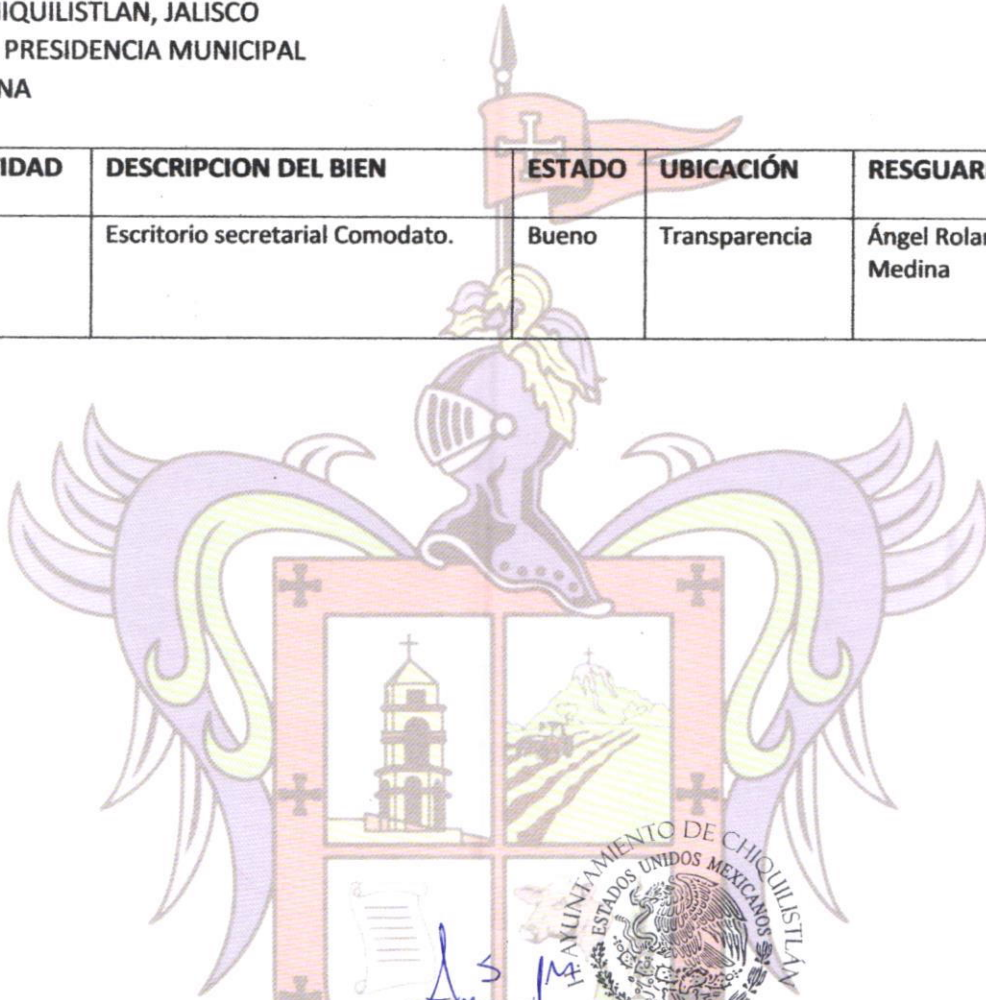 IQUILISTLAN, JALISCO
PRESIDENCIA MUNICIPAL
NA
IDAD DESCRIPCION DEL BIEN ESTADO UBICACIÓN RESGUAR
Escritorio secretarial Comodato. Bueno Transparencia Ángel Rolan
Medina
H. AYUNTAMIENTO DE CHIQUILISTLÁN
ESTADOS UNIDOS MEXICANOS